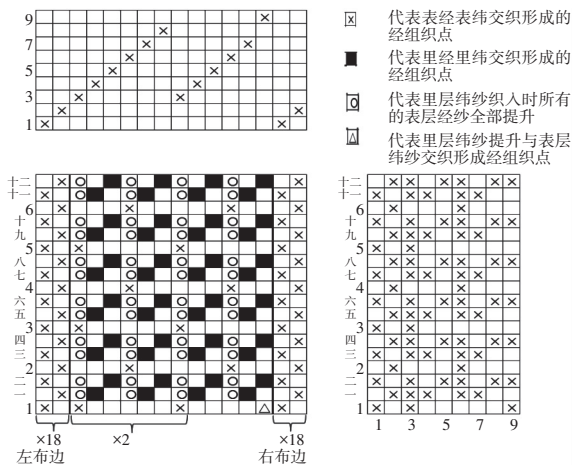 9
7
5
3
1
代表表经表纬交织形成的
经组织点
代表里经里纬交织形成的
经组织点
代表里层纬纱织入时所有
的表层经纱全部提升
代表里层纬纱提升与表层
纬纱交织形成经组织点
十二
十一
6
十
九
5
八
七
4
六
五
3
四
三
2
二
一
1
×18
×2
×18
左布边
右布边
十二
十一
6
十
九
5
八
七
4
六
五
3
四
三
2
二
一
1
1 3 5 7 9